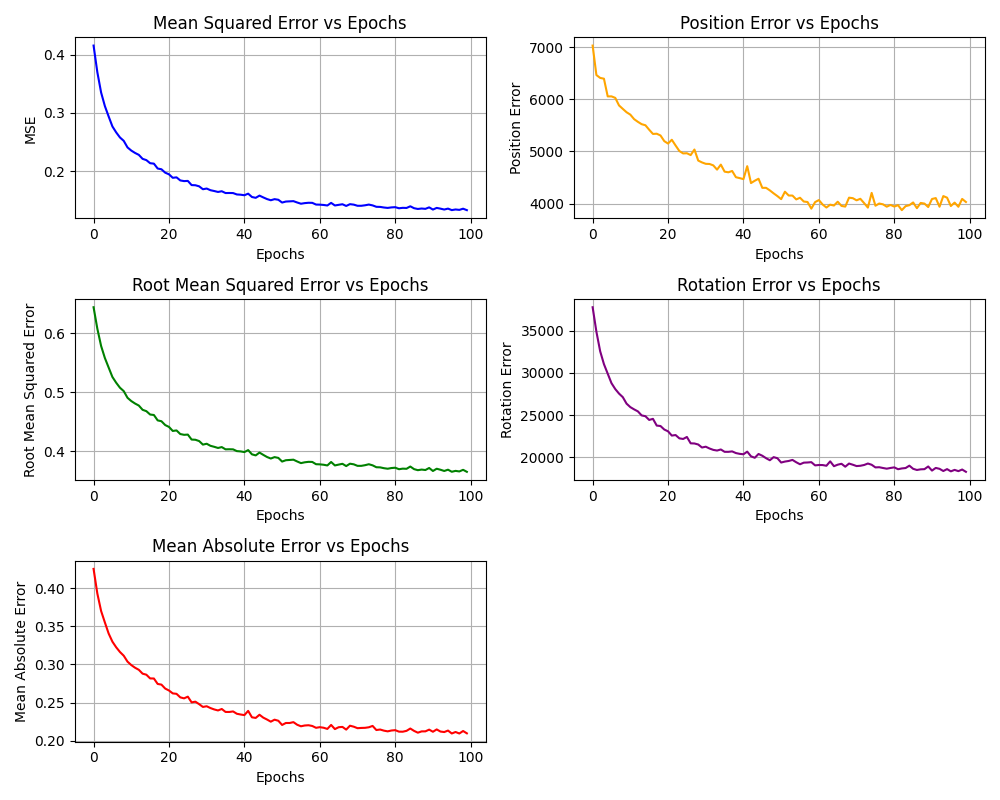 Mean Squared Error vs Epochs
MSE
0.4
0.3
0.2
0 20 40 60 80 100
Epochs
Position Error vs Epochs
Position Error
7000
6000
5000
4000
0 20 40 60 80 100
Epochs
Root Mean Squared Error vs Epochs
Root Mean Squared Error
0.6
0.5
0.4
0 20 40 60 80 100
Epochs
Rotation Error vs Epochs
Rotation Error
35000
30000
25000
20000
0 20 40 60 80 100
Epochs
Mean Absolute Error vs Epochs
Mean Absolute Error
0.40
0.35
0.30
0.25
0.20
0 20 40 60 80 100
Epochs